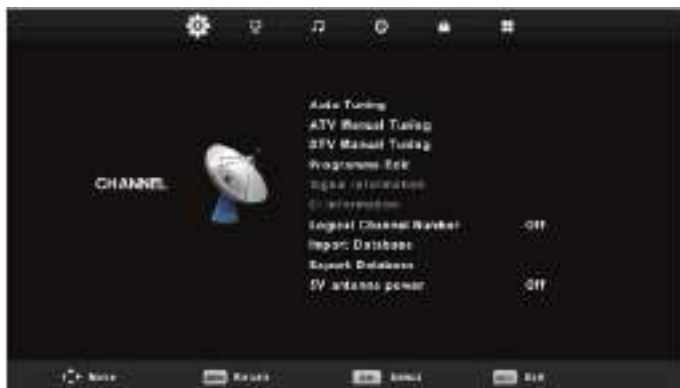 CHANNEL
Auto Tuning
ATV Manual Tuning
DTV Manual Tuning
Programme Edit
Signal Information
CI Information
Logical Channel Number Off
Import Database
Export Database
5V antenna power Off
Move
Return
Select
Exit